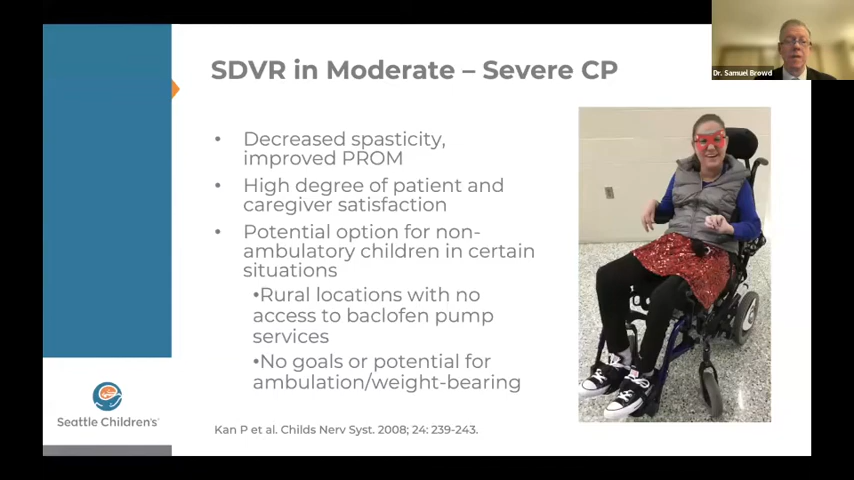 Dr. Samuel Browd
SDVR in Moderate – Severe CP
• Decreased spasticity,
improved PROM
• High degree of patient and
caregiver satisfaction
• Potential option for non-
ambulatory children in certain
situations
•Rural locations with no
access to baclofen pump
services
•No goals or potential for
ambulation/weight-bearing
Seattle Children's
Kan P et al. Childs Nerv Syst. 2008; 24: 239-243.